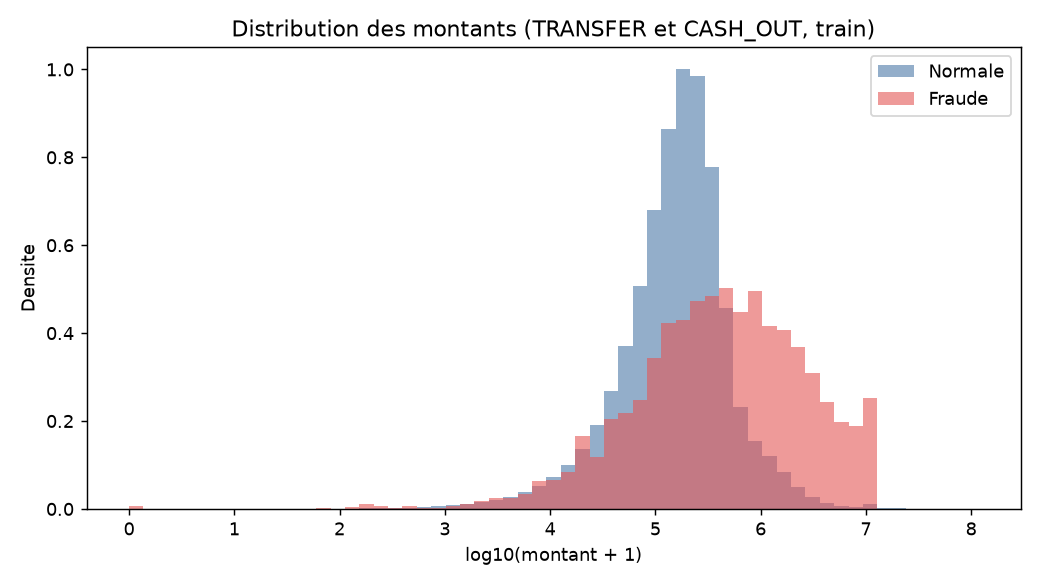 Distribution des montants (TRANSFER et CASH_OUT, train)
Normale
Fraude
1.0
0.8
0.6
0.4
0.2
0.0
Densite
0 1 2 3 4 5 6 7 8
log10(montant + 1)